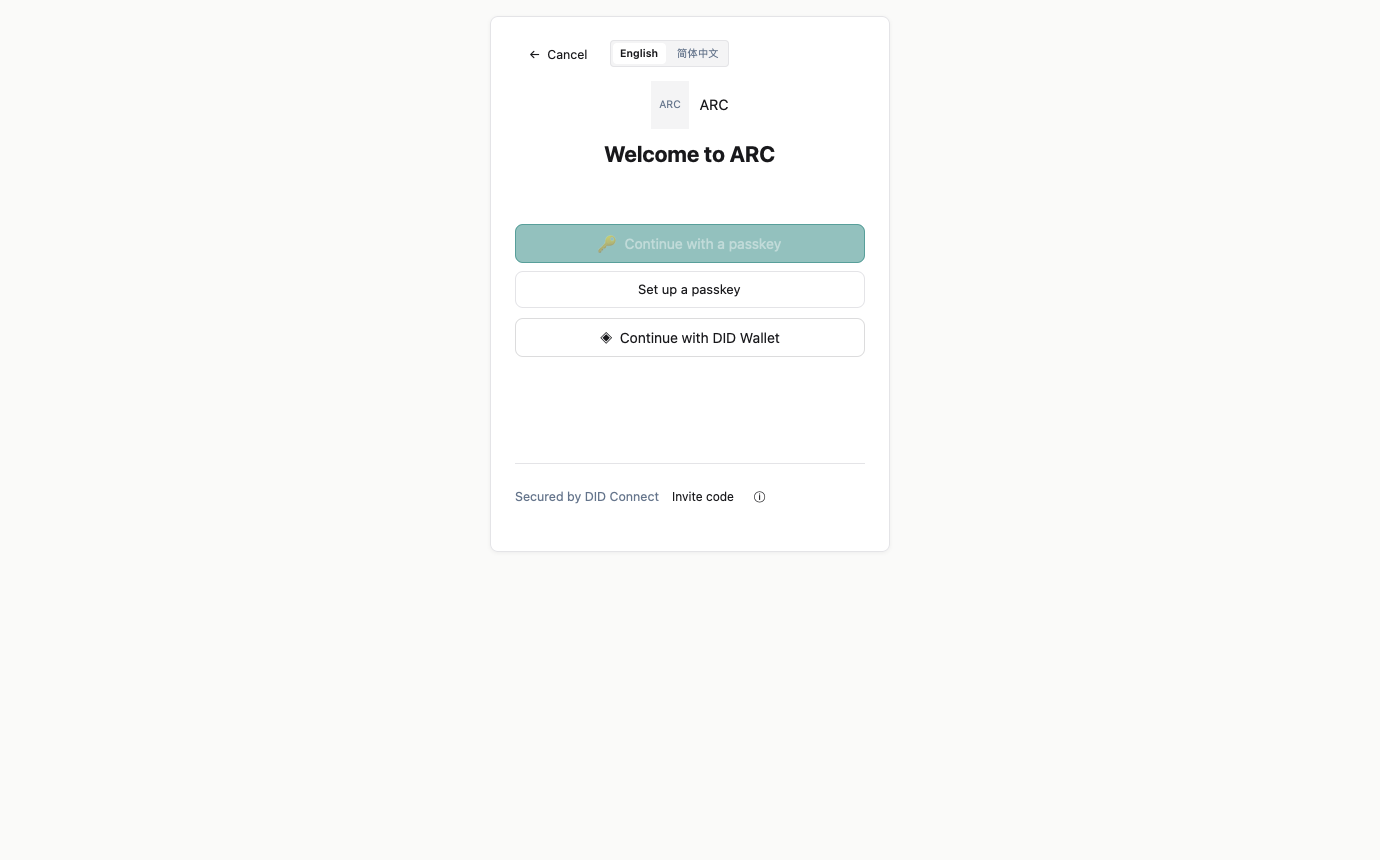 ← Cancel English 简体中文
ARC ARC
Welcome to ARC
🔑 Continue with a passkey
Set up a passkey
◈ Continue with DID Wallet
Secured by DID Connect Invite code ⓘ